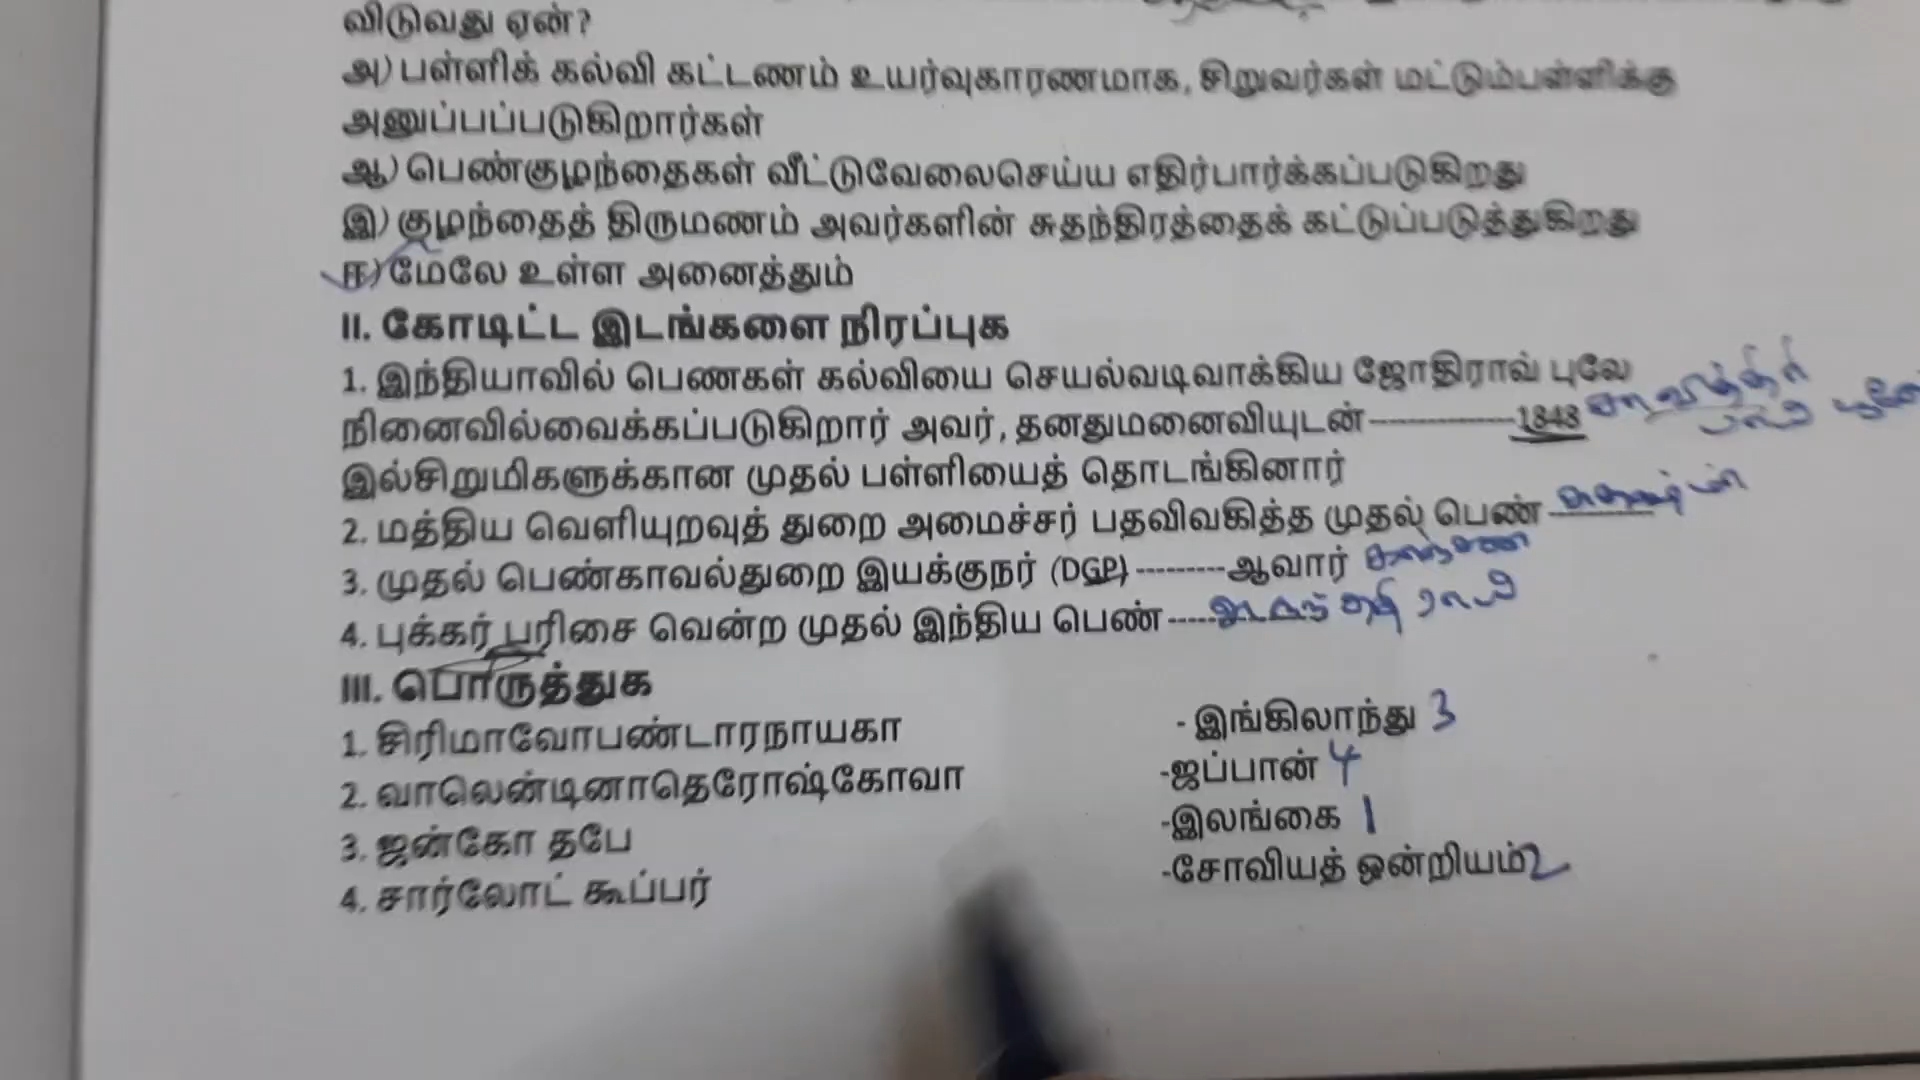 விடுவது ஏன்?
அ) பள்ளிக் கல்வி கட்டணம் உயர்வுகாரணமாக, சிறுவர்கள் மட்டும்பள்ளிக்கு
அனுப்பப்படுகிறார்கள்
ஆ) பெண்குழந்தைகள் வீட்டுவேலைசெய்ய எதிர்பார்க்கப்படுகிறது
இ) குழந்தைத் திருமணம் அவர்களின் சுதந்திரத்தைக் கட்டுப்படுத்துகிறது
ஈ) மேலே உள்ள அனைத்தும்
II. கோடிட்ட இடங்களை நிரப்புக
1. இந்தியாவில் பெணகள் கல்வியை செயல்வடிவாக்கிய ஜோதிராவ் புலே
நினைவில்வைக்கப்படுகிறார் அவர், தனதுமனைவியுடன்---------------1848 சாவித்திரி பாய் பூலே
இல்சிறுமிகளுக்கான முதல் பள்ளியைத் தொடங்கினார்
2. மத்திய வெளியுறவுத் துறை அமைச்சர் பதவிவகித்த முதல் பெண் -----------
3. முதல் பெண்காவல்துறை இயக்குநர் (DGP) ---------ஆவார்
4. புக்கர் பரிசை வென்ற முதல் இந்திய பெண்-----அருந்ததி ராய்
III. பொருத்துக
1. சிரிமாவோபண்டாரநாயகா - இங்கிலாந்து 3
2. வாலென்டினாதெரோஷ்கோவா -ஜப்பான் 4
3. ஜன்கோ தபே -இலங்கை 1
4. சார்லோட் கூப்பர் -சோவியத் ஒன்றியம் 2